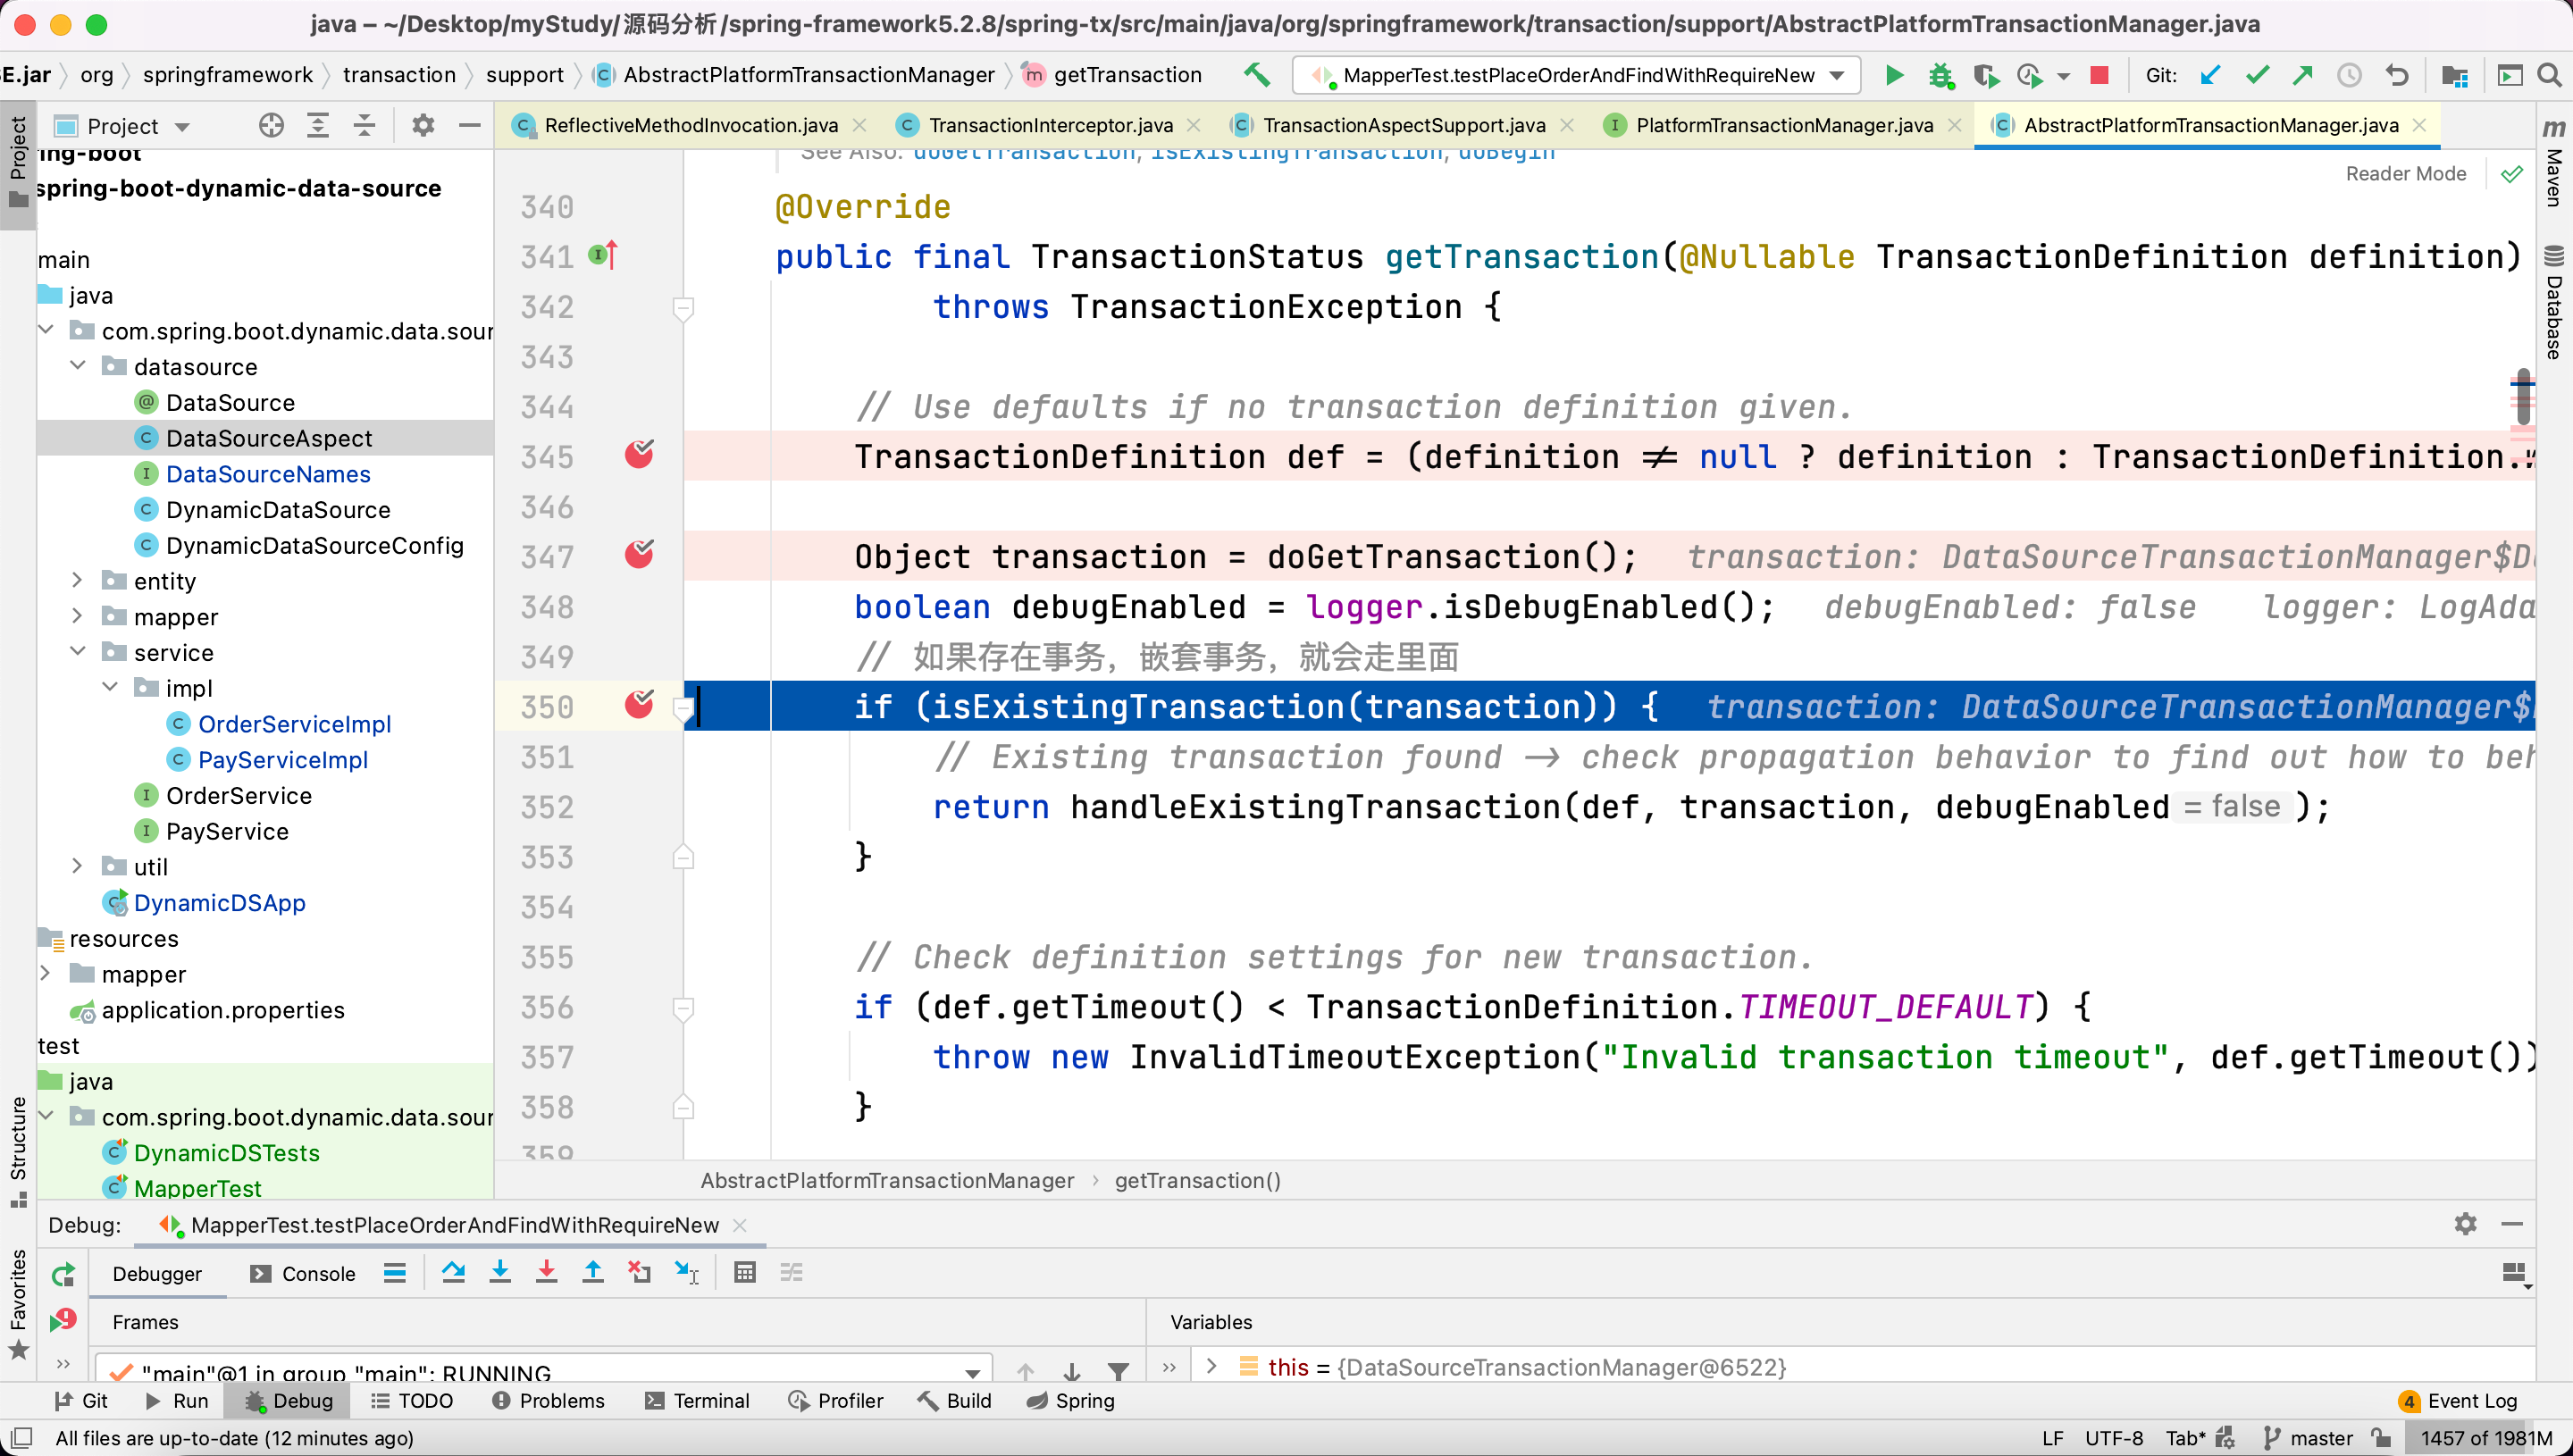 java – ~/Desktop/myStudy/源码分析/spring-framework5.2.8/spring-tx/src/main/java/org/springframework/transaction/support/AbstractPlatformTransactionManager.java
E.jar org springframework transaction support AbstractPlatformTransactionManager getTransaction MapperTest.testPlaceOrderAndFindWithRequireNew Git:
Project
ReflectiveMethodInvocation.java TransactionInterceptor.java TransactionAspectSupport.java PlatformTransactionManager.java AbstractPlatformTransactionManager.java
Project
Structure
Favorites
Maven
Database
ing-boot
spring-boot-dynamic-data-source
main
java
com.spring.boot.dynamic.data.sour
datasource
DataSource
DataSourceAspect
DataSourceNames
DynamicDataSource
DynamicDataSourceConfig
entity
mapper
service
impl
OrderServiceImpl
PayServiceImpl
OrderService
PayService
util
DynamicDSApp
resources
mapper
application.properties
test
java
com.spring.boot.dynamic.data.sour
DynamicDSTests
MapperTest
See Also: doGetTransaction, isExistingTransaction, doBegin
Reader Mode
340 @Override
341 public final TransactionStatus getTransaction(@Nullable TransactionDefinition definition)
342 throws TransactionException {
343
344 // Use defaults if no transaction definition given.
345 TransactionDefinition def = (definition != null ? definition : TransactionDefinition.
346
347 Object transaction = doGetTransaction(); transaction: DataSourceTransactionManager$D
348 boolean debugEnabled = logger.isDebugEnabled(); debugEnabled: false logger: LogAda
349 // 如果存在事务，嵌套事务，就会走里面
350 if (isExistingTransaction(transaction)) { transaction: DataSourceTransactionManager$
351 // Existing transaction found -> check propagation behavior to find out how to beh
352 return handleExistingTransaction(def, transaction, debugEnabled = false );
353 }
354
355 // Check definition settings for new transaction.
356 if (def.getTimeout() < TransactionDefinition.TIMEOUT_DEFAULT) {
357 throw new InvalidTimeoutException("Invalid transaction timeout", def.getTimeout())
358 }
359
AbstractPlatformTransactionManager › getTransaction()
Debug: MapperTest.testPlaceOrderAndFindWithRequireNew
Debugger Console
Frames
Variables
"main"@1 in group "main": RUNNING
this = {DataSourceTransactionManager@6522}
Git Run Debug TODO Problems Terminal Profiler Build Spring 4 Event Log
All files are up-to-date (12 minutes ago) LF UTF-8 Tab* master 1457 of 1981M